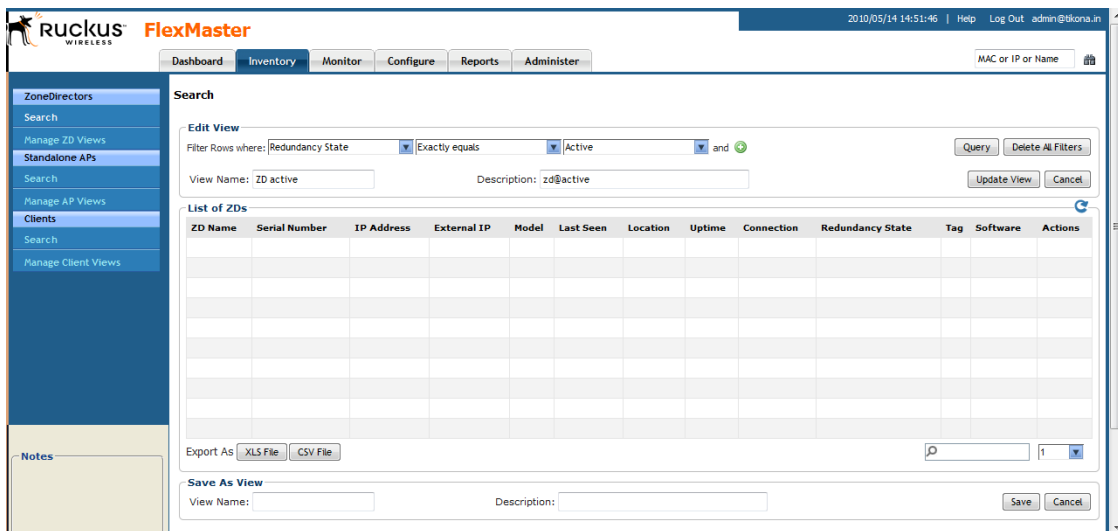 RUCKUS
WIRELESS
FlexMaster
2010/05/14 14:51:46 | Help Log Out admin@tikona.in
Dashboard Inventory Monitor Configure Reports Administer
MAC or IP or Name
ZoneDirectors
Search
Manage ZD Views
Standalone APs
Search
Manage AP Views
Clients
Search
Manage Client Views
Notes
Search
Edit View
Filter Rows where: Redundancy State Exactly equals Active and
Query Delete All Filters
View Name: ZD active Description: zd@active
Update View Cancel
List of ZDs
ZD Name Serial Number IP Address External IP Model Last Seen Location Uptime Connection Redundancy State Tag Software Actions
Export As XLS File CSV File
1
Save As View
View Name: Description:
Save Cancel